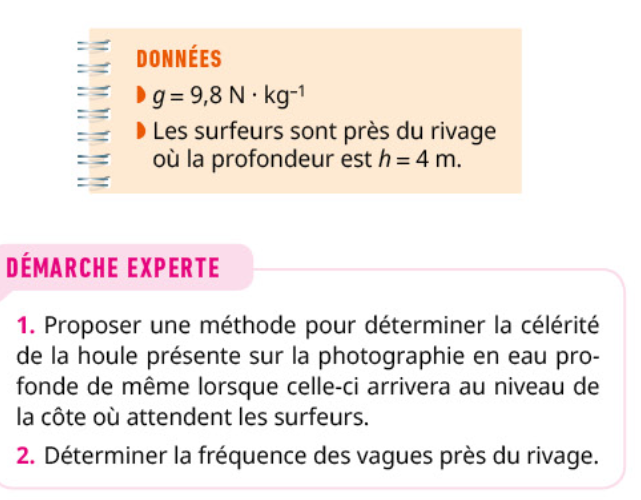 DONNÉES
g = 9,8 N · kg⁻¹
Les surfeurs sont près du rivage
où la profondeur est h = 4 m.
DÉMARCHE EXPERTE
1. Proposer une méthode pour déterminer la célérité
de la houle présente sur la photographie en eau pro-
fonde de même lorsque celle-ci arrivera au niveau de
la côte où attendent les surfeurs.
2. Déterminer la fréquence des vagues près du rivage.